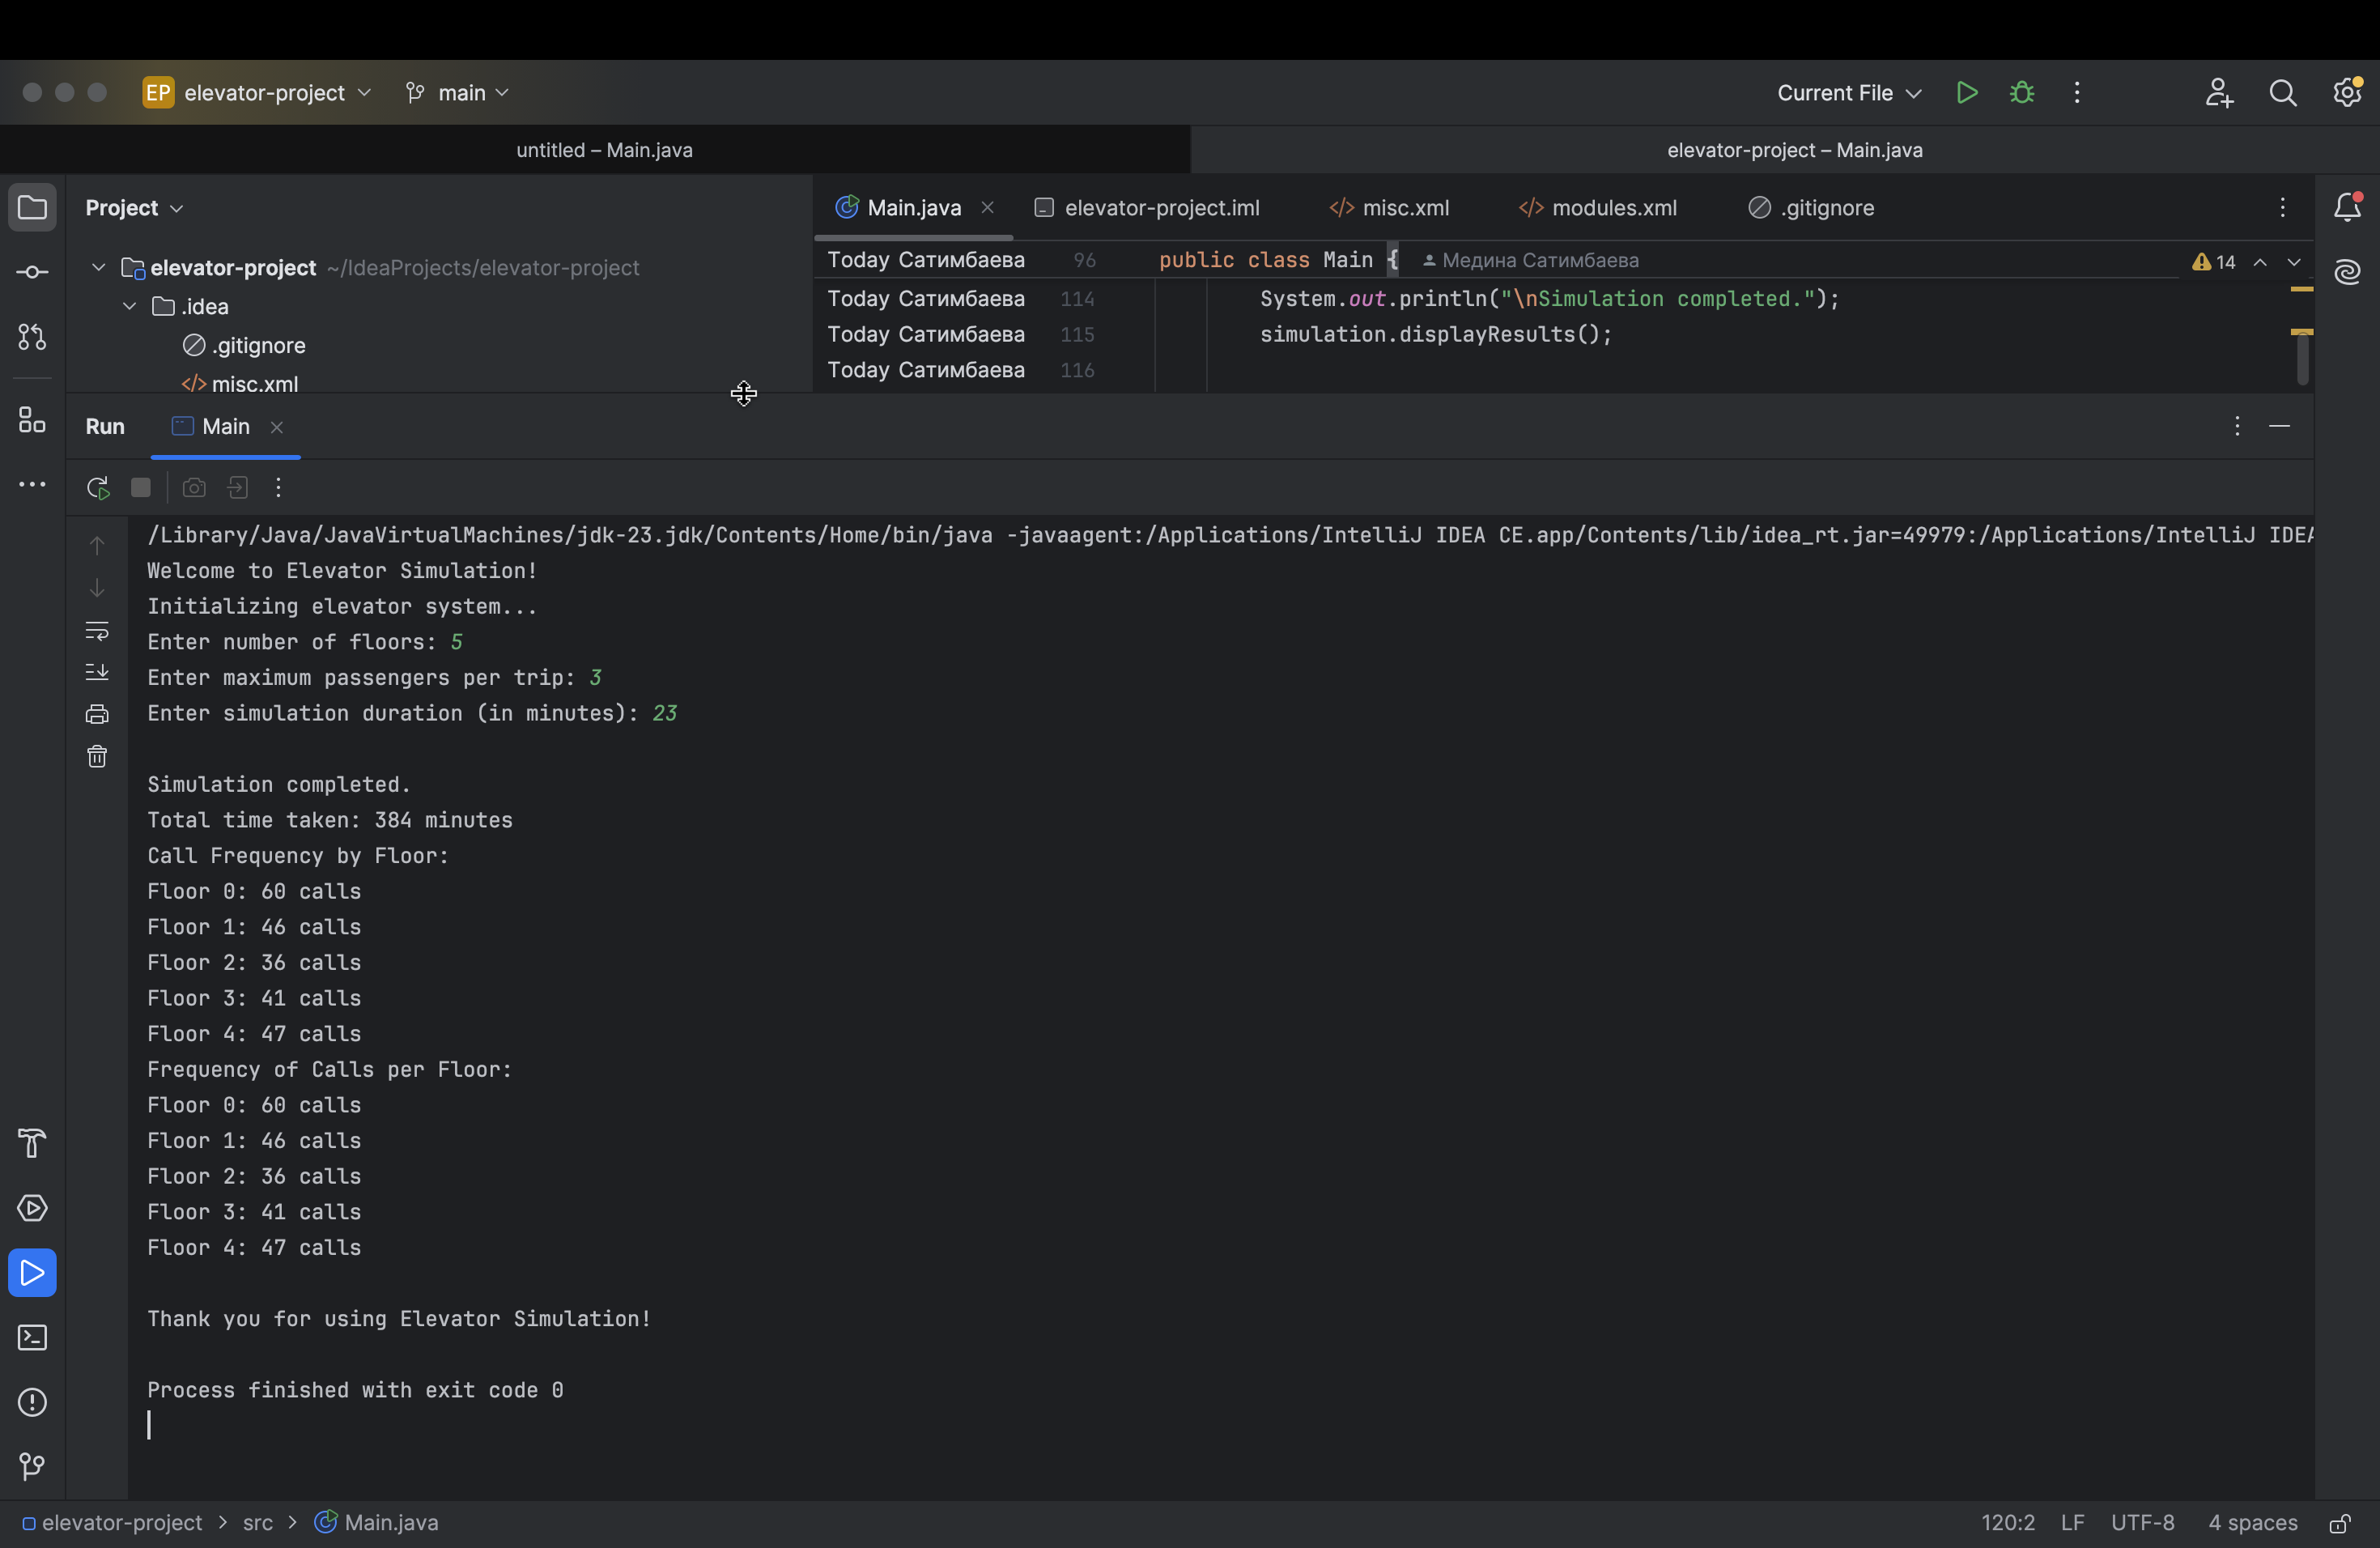 EP elevator-project main Current File
untitled – Main.java elevator-project – Main.java
Project
elevator-project ~/IdeaProjects/elevator-project
.idea
.gitignore
misc.xml
Main.java elevator-project.iml misc.xml modules.xml .gitignore
Today Сатимбаева 96 public class Main { Медина Сатимбаева 14
Today Сатимбаева 114 System.out.println("\nSimulation completed.");
Today Сатимбаева 115 simulation.displayResults();
Today Сатимбаева 116
Run Main
/Library/Java/JavaVirtualMachines/jdk-23.jdk/Contents/Home/bin/java -javaagent:/Applications/IntelliJ IDEA CE.app/Contents/lib/idea_rt.jar=49979:/Applications/IntelliJ IDEA
Welcome to Elevator Simulation!
Initializing elevator system...
Enter number of floors: 5
Enter maximum passengers per trip: 3
Enter simulation duration (in minutes): 23
Simulation completed.
Total time taken: 384 minutes
Call Frequency by Floor:
Floor 0: 60 calls
Floor 1: 46 calls
Floor 2: 36 calls
Floor 3: 41 calls
Floor 4: 47 calls
Frequency of Calls per Floor:
Floor 0: 60 calls
Floor 1: 46 calls
Floor 2: 36 calls
Floor 3: 41 calls
Floor 4: 47 calls
Thank you for using Elevator Simulation!
Process finished with exit code 0
elevator-project > src > Main.java 120:2 LF UTF-8 4 spaces